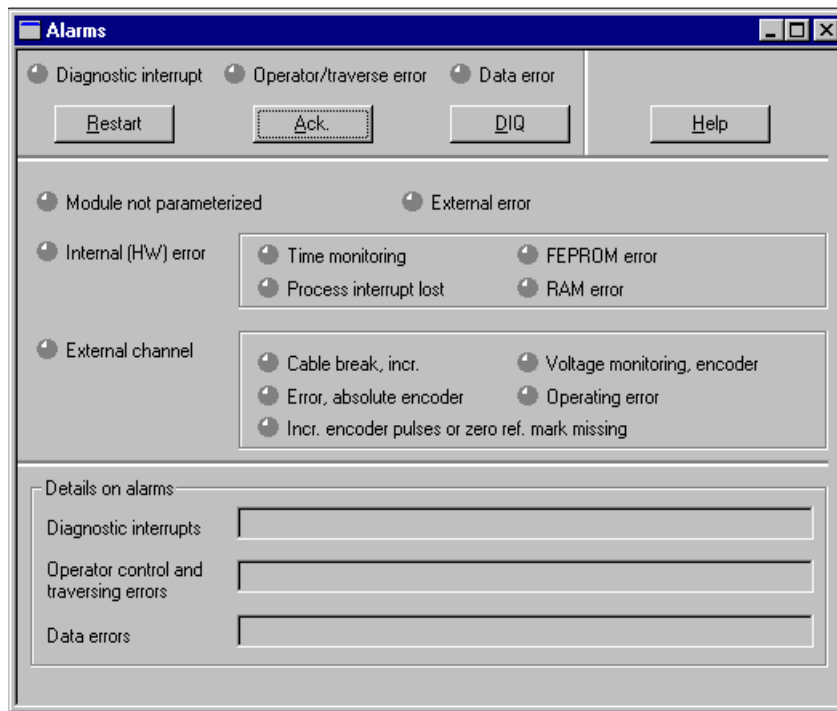 Alarms
Diagnostic interrupt Operator/traverse error Data error
Restart Ack. DIQ Help
Module not parameterized External error
Internal (HW) error Time monitoring FEPROM error
Process interrupt lost RAM error
External channel Cable break, incr. Voltage monitoring, encoder
Error, absolute encoder Operating error
Incr. encoder pulses or zero ref. mark missing
Details on alarms
Diagnostic interrupts
Operator control and
traversing errors
Data errors